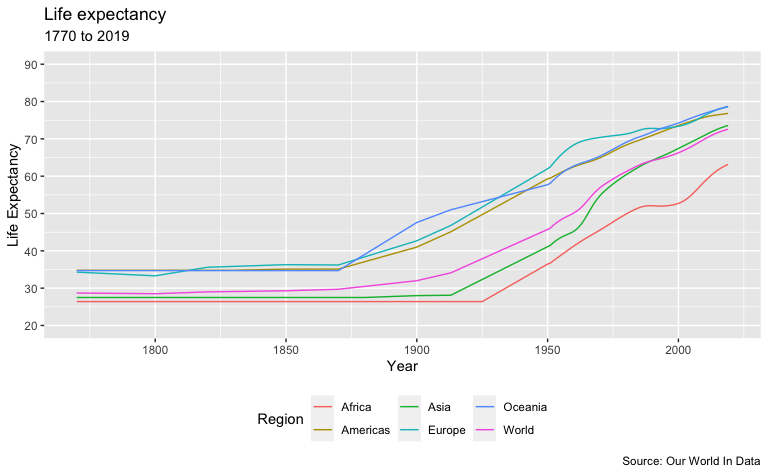 Life expectancy
1770 to 2019
90
80
70
60
50
40
30
20
Life Expectancy
1800 1850 1900 1950 2000
Year
Region
Africa Asia Oceania
Americas Europe World
Source: Our World In Data